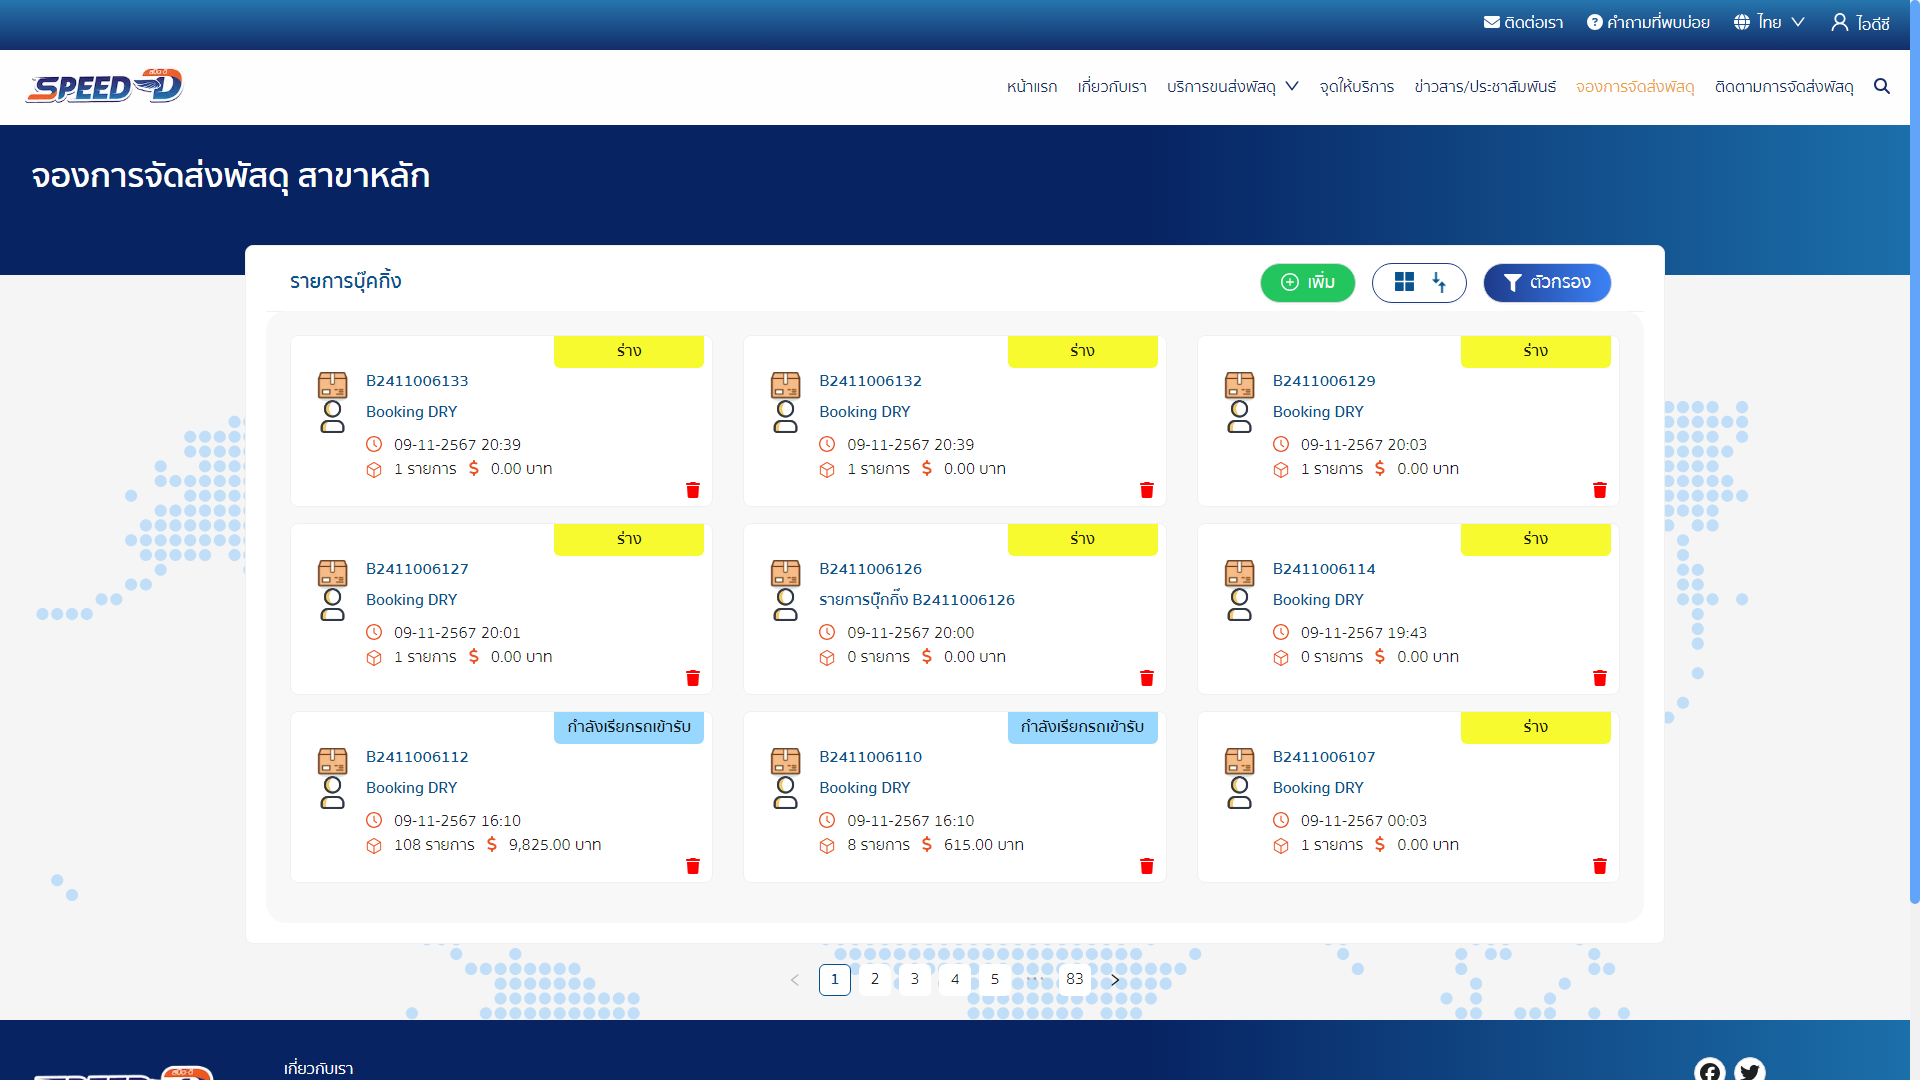 ติดต่อเรา คำถามที่พบบ่อย ไทย ไอดีซี
สปีด-ดี
SPEED-D
หน้าแรก เกี่ยวกับเรา บริการขนส่งพัสดุ จุดให้บริการ ข่าวสาร/ประชาสัมพันธ์ จองการจัดส่งพัสดุ ติดตามการจัดส่งพัสดุ
จองการจัดส่งพัสดุ สาขาหลัก
รายการบุ๊คกิ้ง เพิ่ม ตัวกรอง
ร่าง
B2411006133
Booking DRY
09-11-2567 20:39
1 รายการ $ 0.00 บาท
ร่าง
B2411006132
Booking DRY
09-11-2567 20:39
1 รายการ $ 0.00 บาท
ร่าง
B2411006129
Booking DRY
09-11-2567 20:03
1 รายการ $ 0.00 บาท
ร่าง
B2411006127
Booking DRY
09-11-2567 20:01
1 รายการ $ 0.00 บาท
ร่าง
B2411006126
รายการบุ๊กกิ๊ง B2411006126
09-11-2567 20:00
0 รายการ $ 0.00 บาท
ร่าง
B2411006114
Booking DRY
09-11-2567 19:43
0 รายการ $ 0.00 บาท
กำลังเรียกรถเข้ารับ
B2411006112
Booking DRY
09-11-2567 16:10
108 รายการ $ 9,825.00 บาท
กำลังเรียกรถเข้ารับ
B2411006110
Booking DRY
09-11-2567 16:10
8 รายการ $ 615.00 บาท
ร่าง
B2411006107
Booking DRY
09-11-2567 00:03
1 รายการ $ 0.00 บาท
< 1 2 3 4 5 ••• 83 >
เกี่ยวกับเรา
สปีด-ดี
SPEED-D